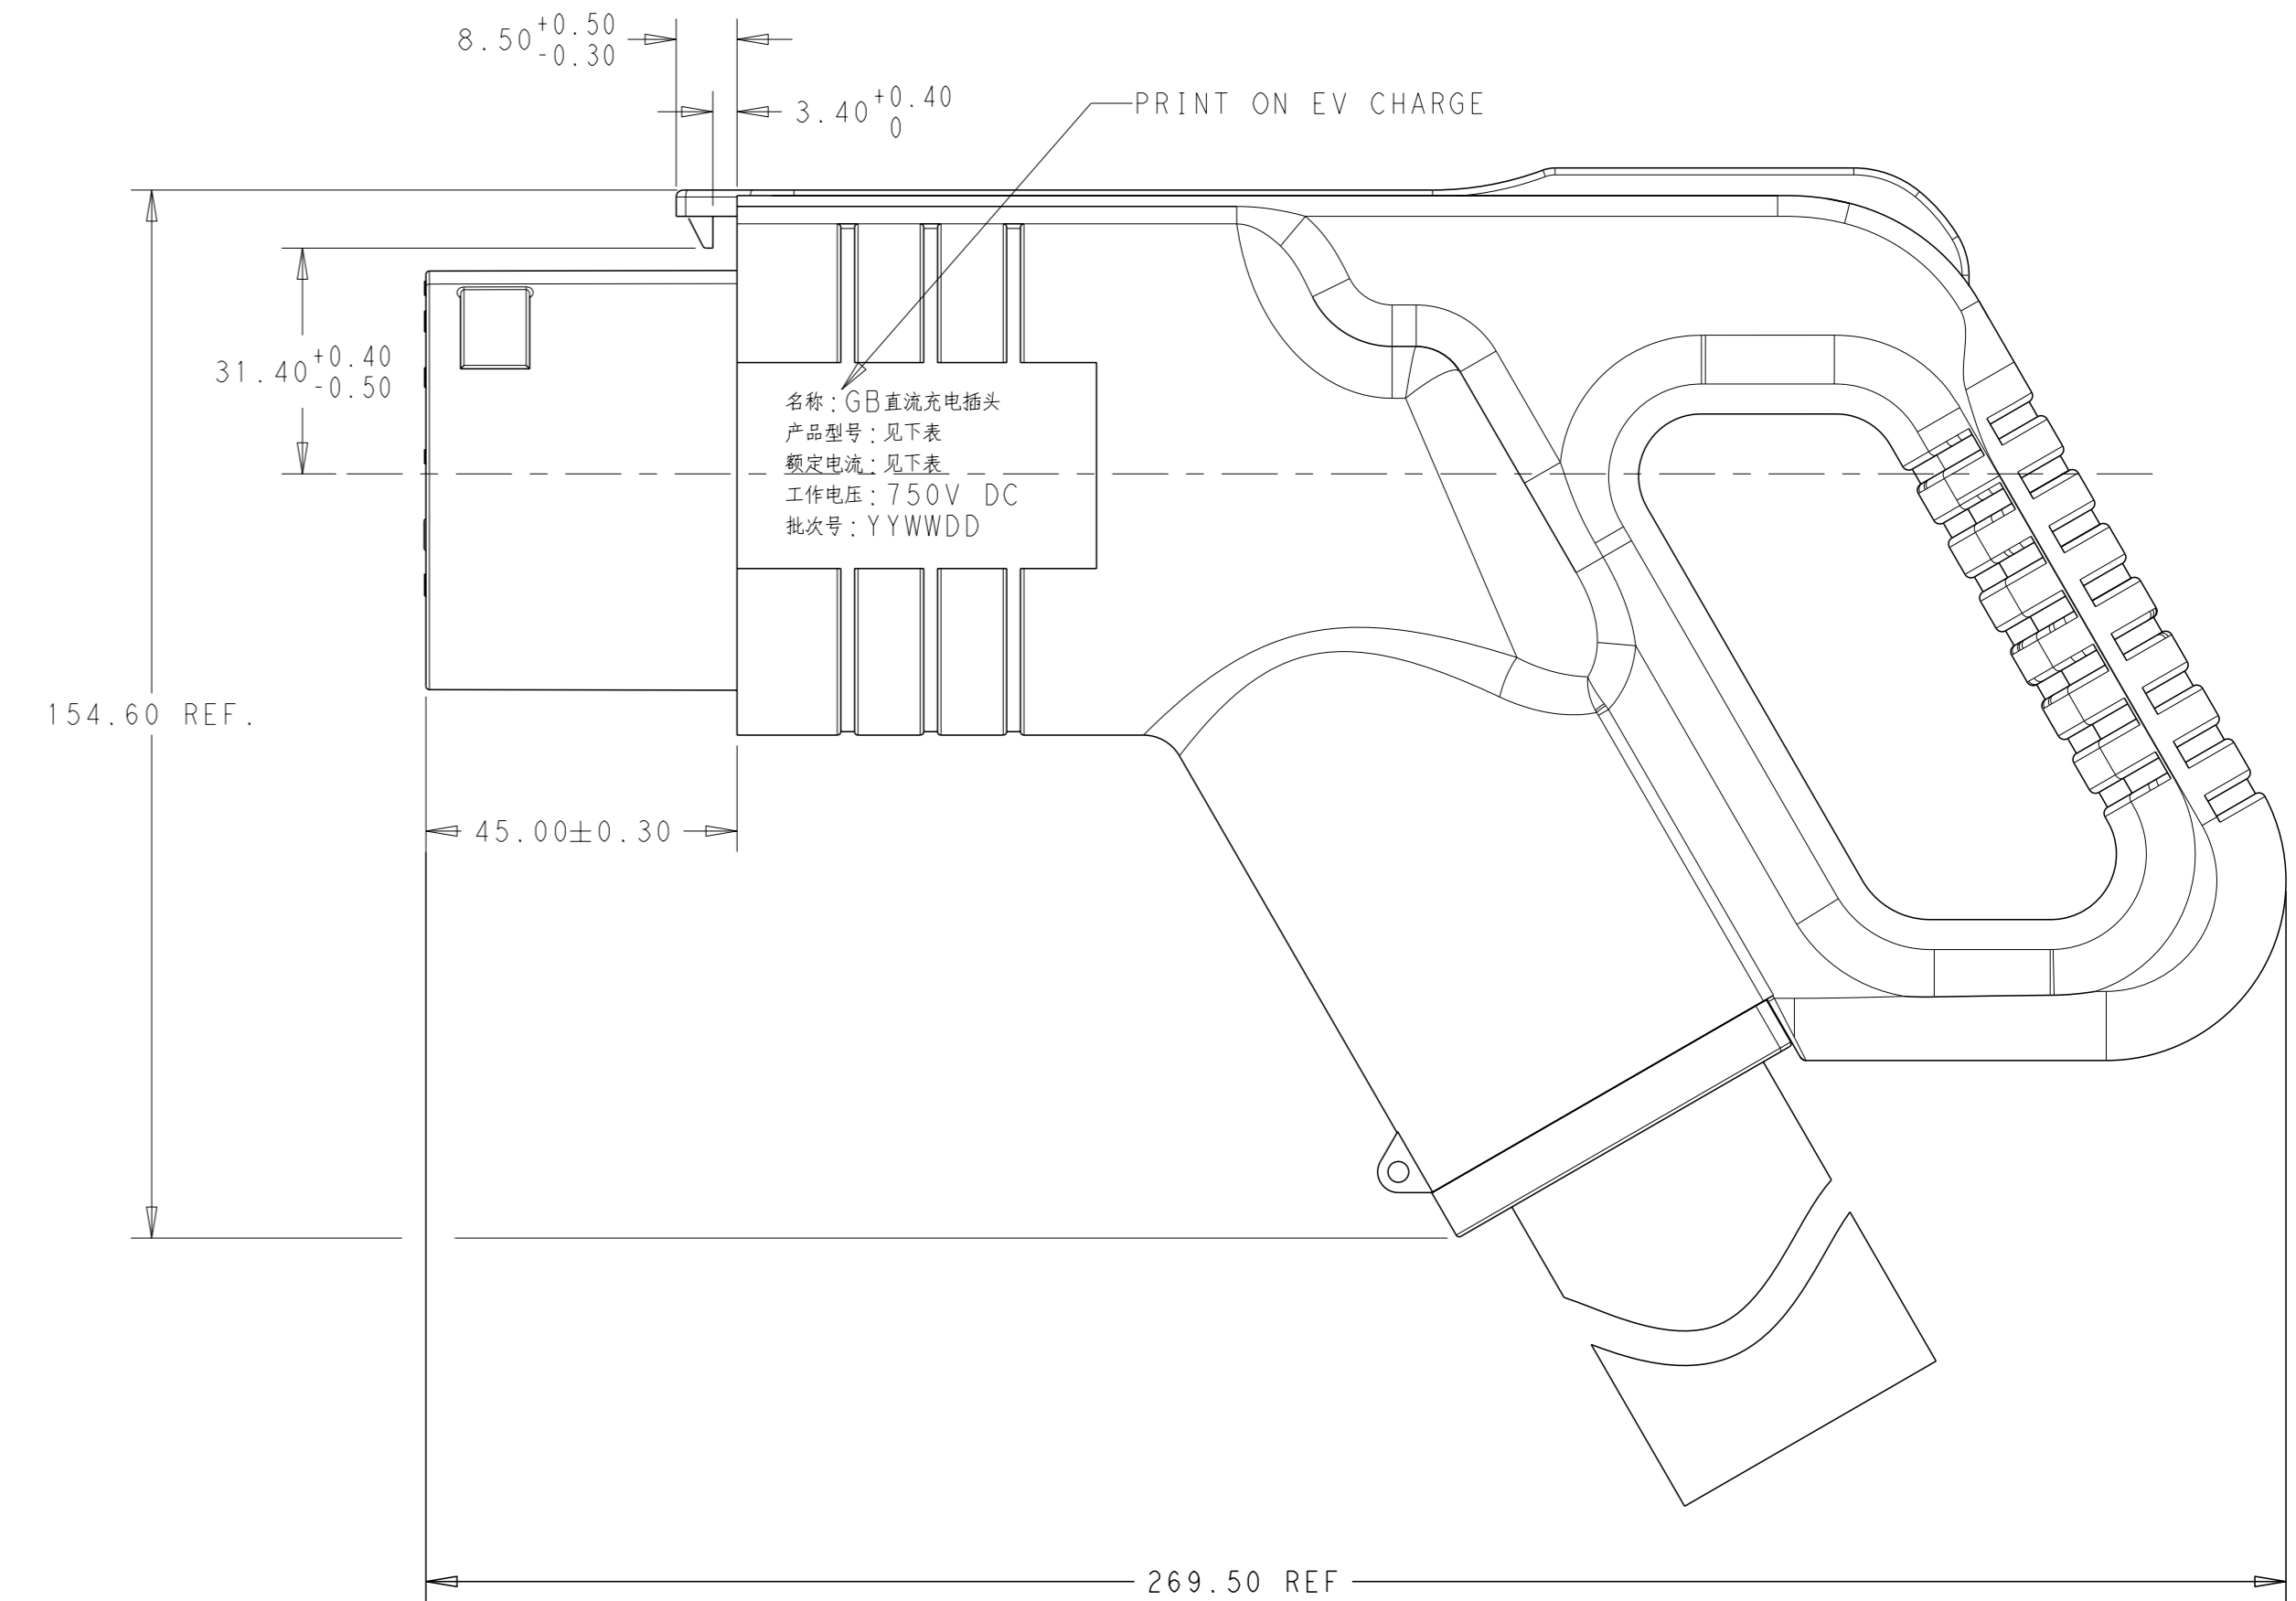 8.50 +0.50 -0.30
3.40 +0.40 0
PRINT ON EV CHARGE
31.40 +0.40 -0.50
名称:GB直流充电插头
产品型号:见下表
额定电流:见下表
工作电压:750V DC
批次号:YYWWDD
154.60 REF.
45.00±0.30
269.50 REF